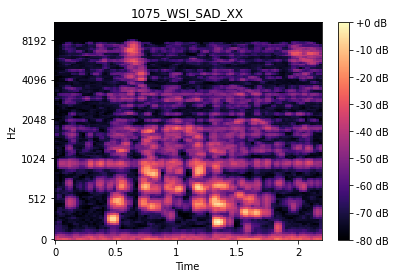 1075_WSI_SAD_XX
8192
4096
2048
1024
512
0
Hz
0
0.5
1
1.5
2
Time
+0 dB
-10 dB
-20 dB
-30 dB
-40 dB
-50 dB
-60 dB
-70 dB
-80 dB